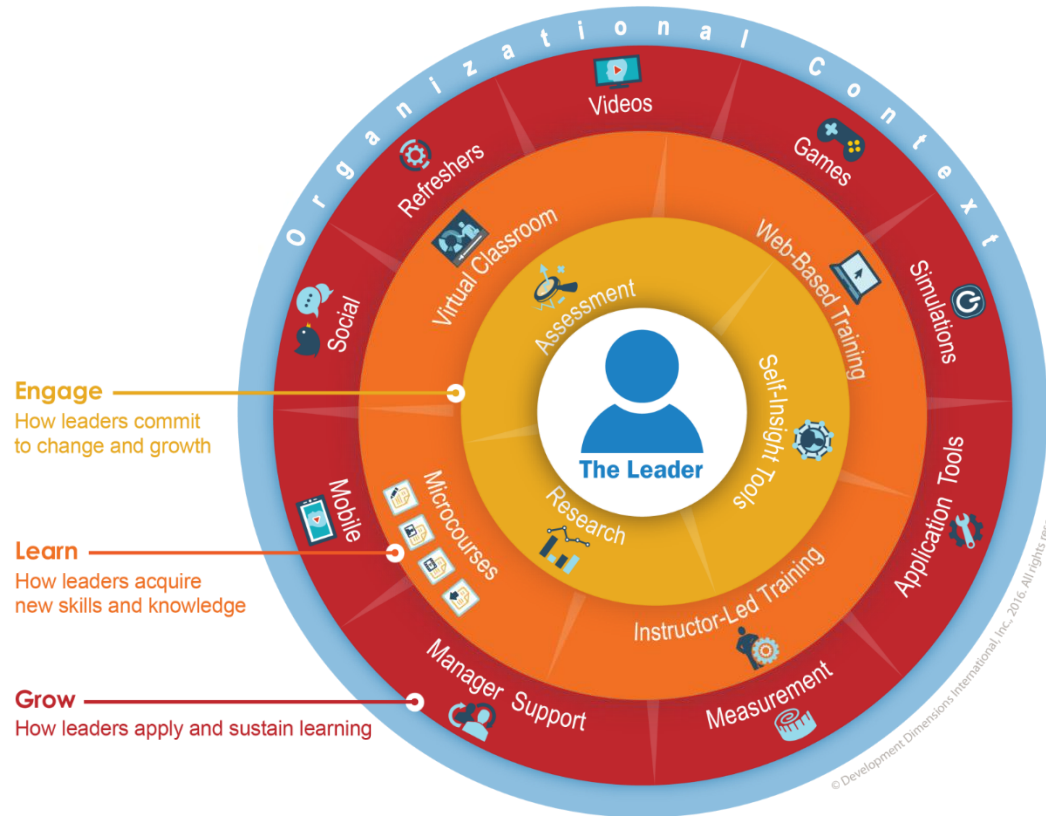 Organizational Context
Videos
Games
Simulations
Application Tools
Measurement
Manager Support
Mobile
Social
Refreshers
Virtual Classroom
Web-Based Training
Instructor-Led Training
Microcourses
Assessment
Self-Insight Tools
Research
The Leader
Engage
How leaders commit
to change and growth
Learn
How leaders acquire
new skills and knowledge
Grow
How leaders apply and sustain learning
© Development Dimensions International, Inc., 2016. All rights